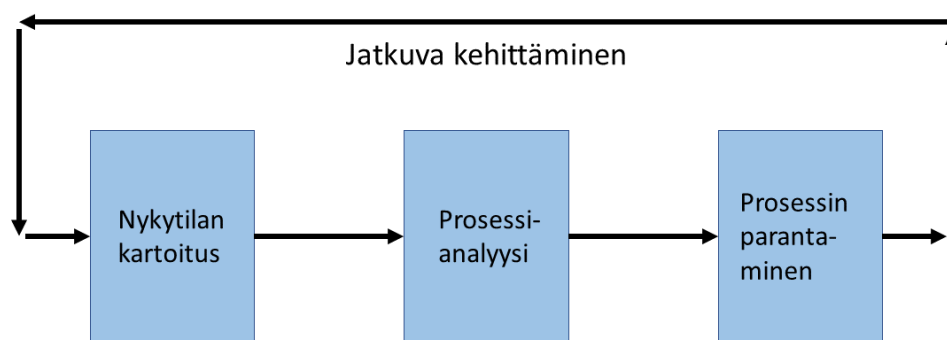 Jatkuva kehittäminen
Nykytilan
kartoitus
Prosessi-
analyysi
Prosessin
paranta-
minen